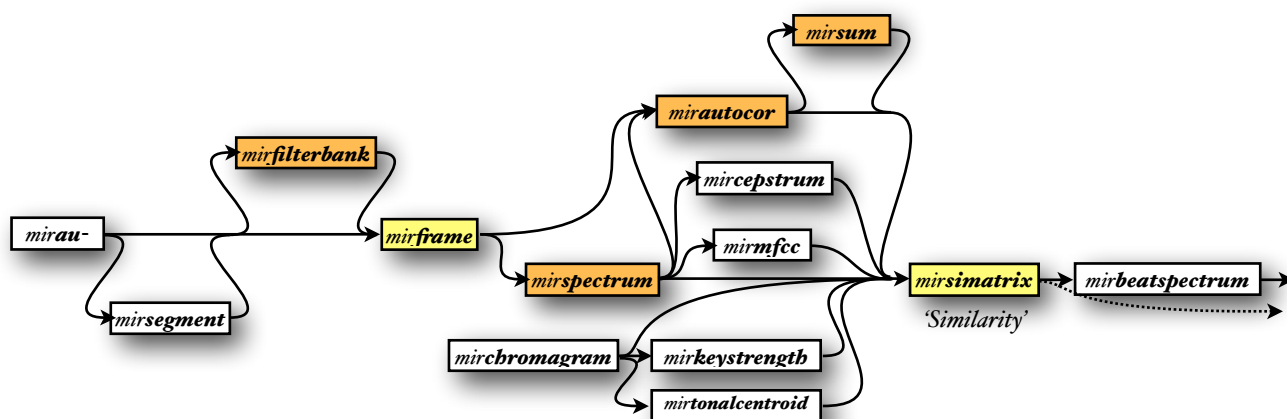 mirsum
mirautocor
mirfilterbank
mircepstrum
mirau-
mirframe
mirmfcc
mirspectrum
mirsimatrix
mirbeatspectrum
mirsegment
‘Similarity’
mirchromagram
mirkeystrength
mirtonalcentroid